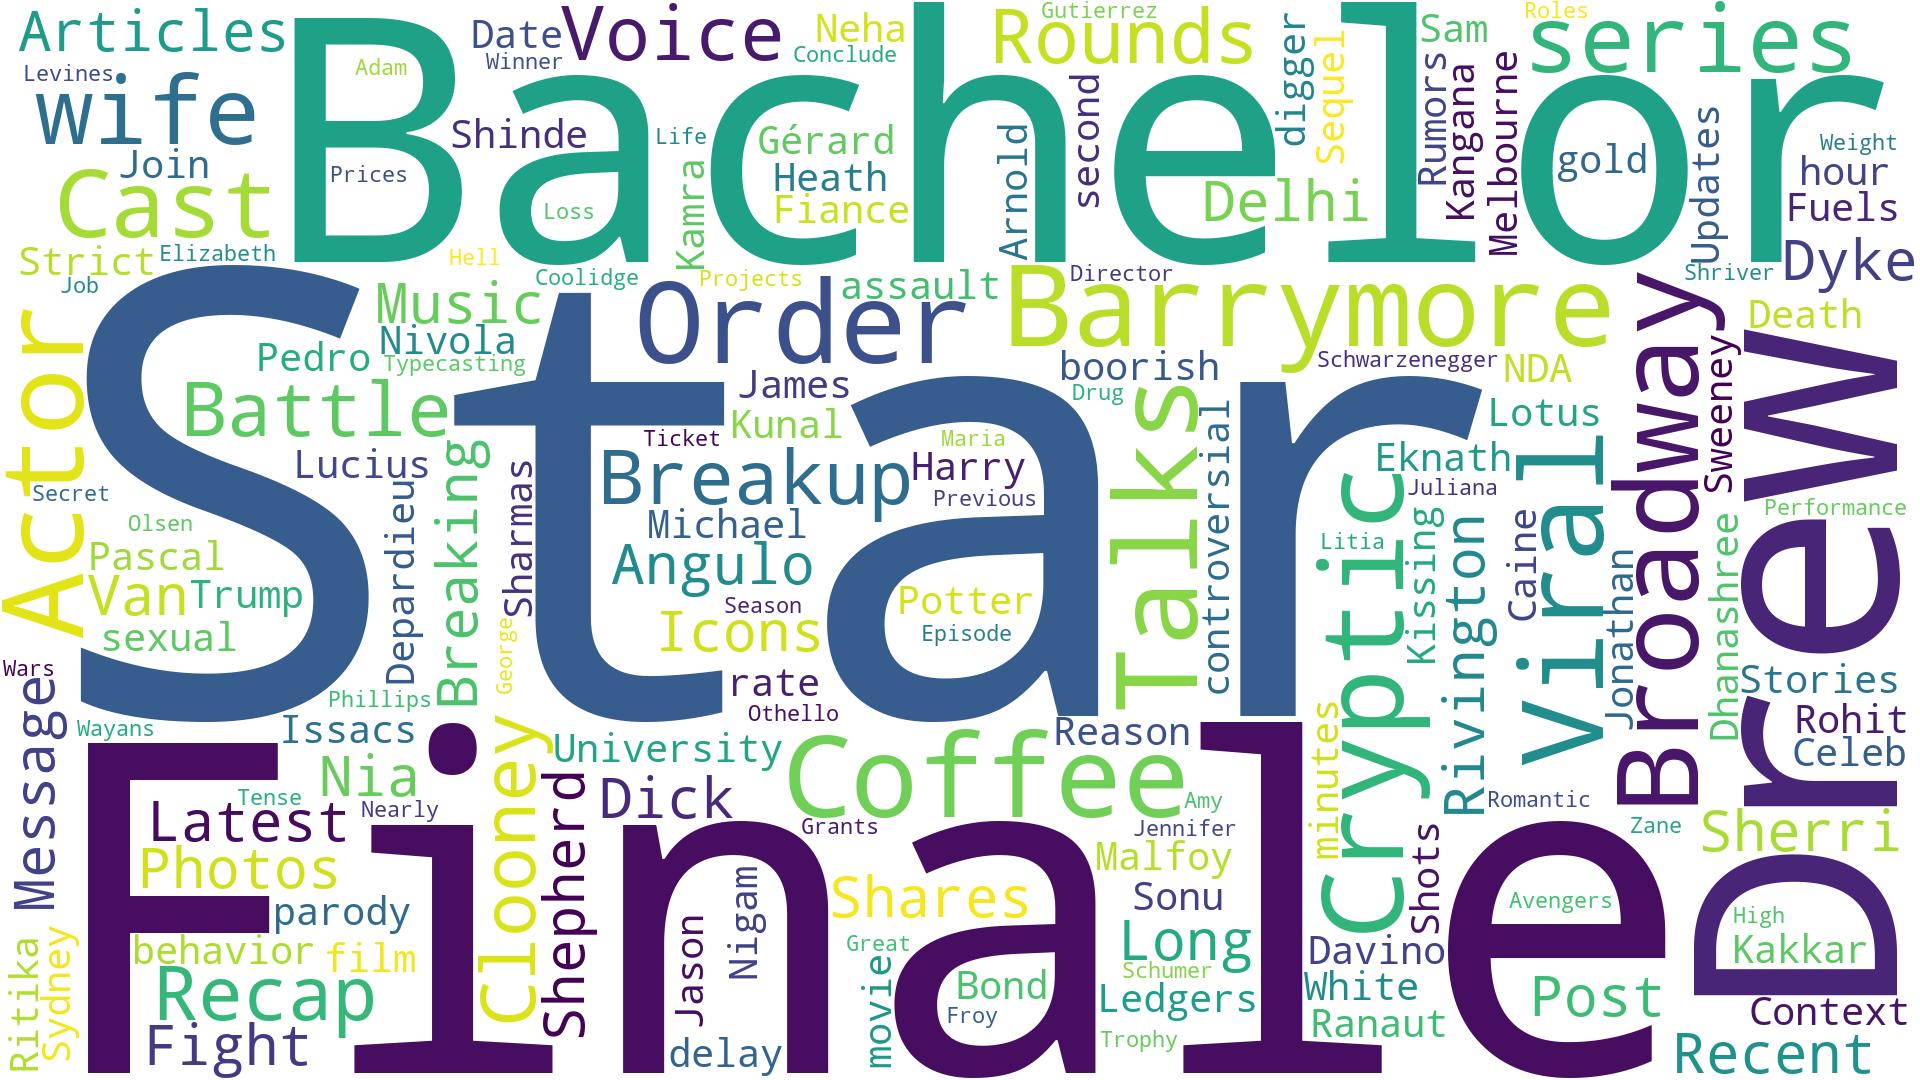 Articles
Levines
wife
Join
Cast
Strict
Elizabeth
Job
Bachelor
Adam
Prices
Date
Winner
Voice
Shinde
Life
Loss
Hell
Coolidge
Kamra
Projects
Neha
Conclude
Gérard
Heath
Fiance
Rounds
Gutierrez
Arnold
second
Delhi
digger
Sequel
Sam
Rumors
Kangana
Melbourne
Roles
series
gold
Updates
Weight
hour
Fuels
Dyke
Shriver
Actor
Star
Music
Nivola
Pedro
Typecasting
Battle
Order
assault
Barrymore
Director
boorish
Drug
Schwarzenegger
NDA
Lotus
Death
Broadway
Sweeney
Drew
James
Kunal
Ticket
Maria
Lucius
Breakup
Harry
Previous
Michael
Angulo
Season
Icons
Potter
Episode
rate
Othello
Talks
controversial
Eknath
Juliana
Cryptic
Litia
Kissing
Rivington
Caine
Viral
Jonathan
Performance
Dhanashree
Stories
Rohit
Celeb
Secret
Olsen
Pascal
Van
Trump
sexual
Depardieu
Breaking
Sharmas
George
Phillips
Wars
Wayans
Message
Issacs
Nia
Tense
Nearly
Latest
Photos
Clooney
Shepherd
University
Dick
Coffee
Reason
Amy
Grants
Jennifer
Malfoy
minutes
Romantic
Zane
Sherri
Finale
parody
behavior
film
Recap
Fight
Ritika
Sydney
Jason
Nigam
delay
Shares
Great
movie
Bond
Froy
Sonu
Long
Schumer
Ledgers
Trophy
Shots
Davino
White
Ranaut
Avengers
Post
High
Kakkar
Context
Recent